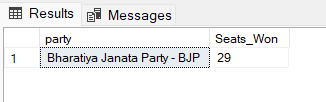 Results Messages
party Seats_Won
1 Bharatiya Janata Party - BJP 29